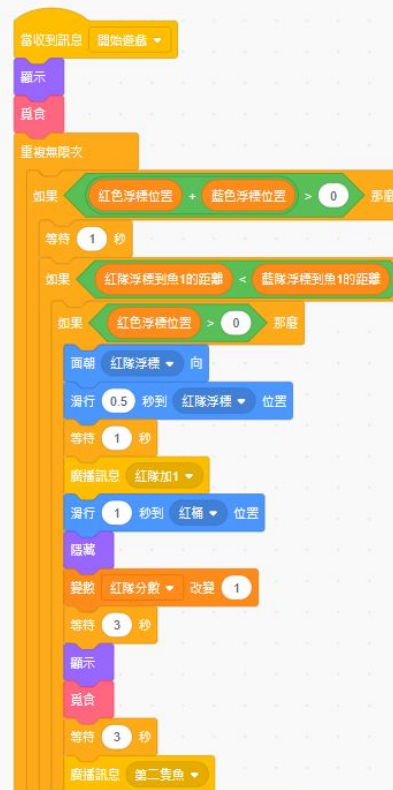 當收到訊息 開始遊戲
顯示
覓食
重複無限次
如果 紅色浮標位置 + 藍色浮標位置 > 0 那麼
等待 1 秒
如果 紅隊浮標到魚1的距離 < 藍隊浮標到魚1的距離
如果 紅色浮標位置 > 0 那麼
面朝 紅隊浮標 向
滑行 0.5 秒到 紅隊浮標 位置
等待 1 秒
廣播訊息 紅隊加1
滑行 1 秒到 紅桶 位置
隱藏
變數 紅隊分數 改變 1
等待 3 秒
顯示
覓食
等待 3 秒
廣播訊息 第二隻魚